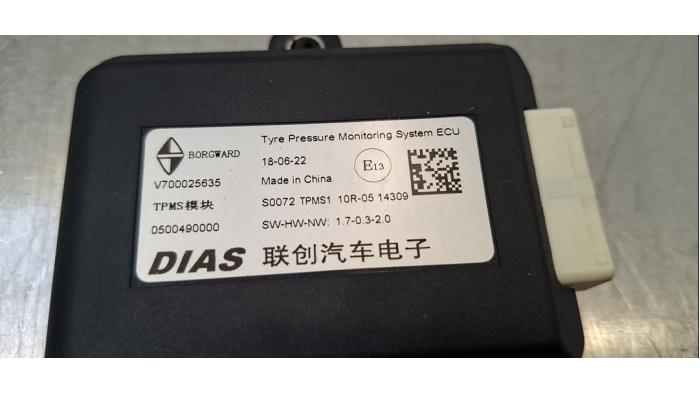 BORGWARD
Tyre Pressure Monitoring System ECU
18-06-22
E13
V700025635
Made in China
TPMS模块
S0072 TPMS1 10R-05 14309
0500490000
SW-HW-NW: 1.7-0.3-2.0
DIAS 联创汽车电子